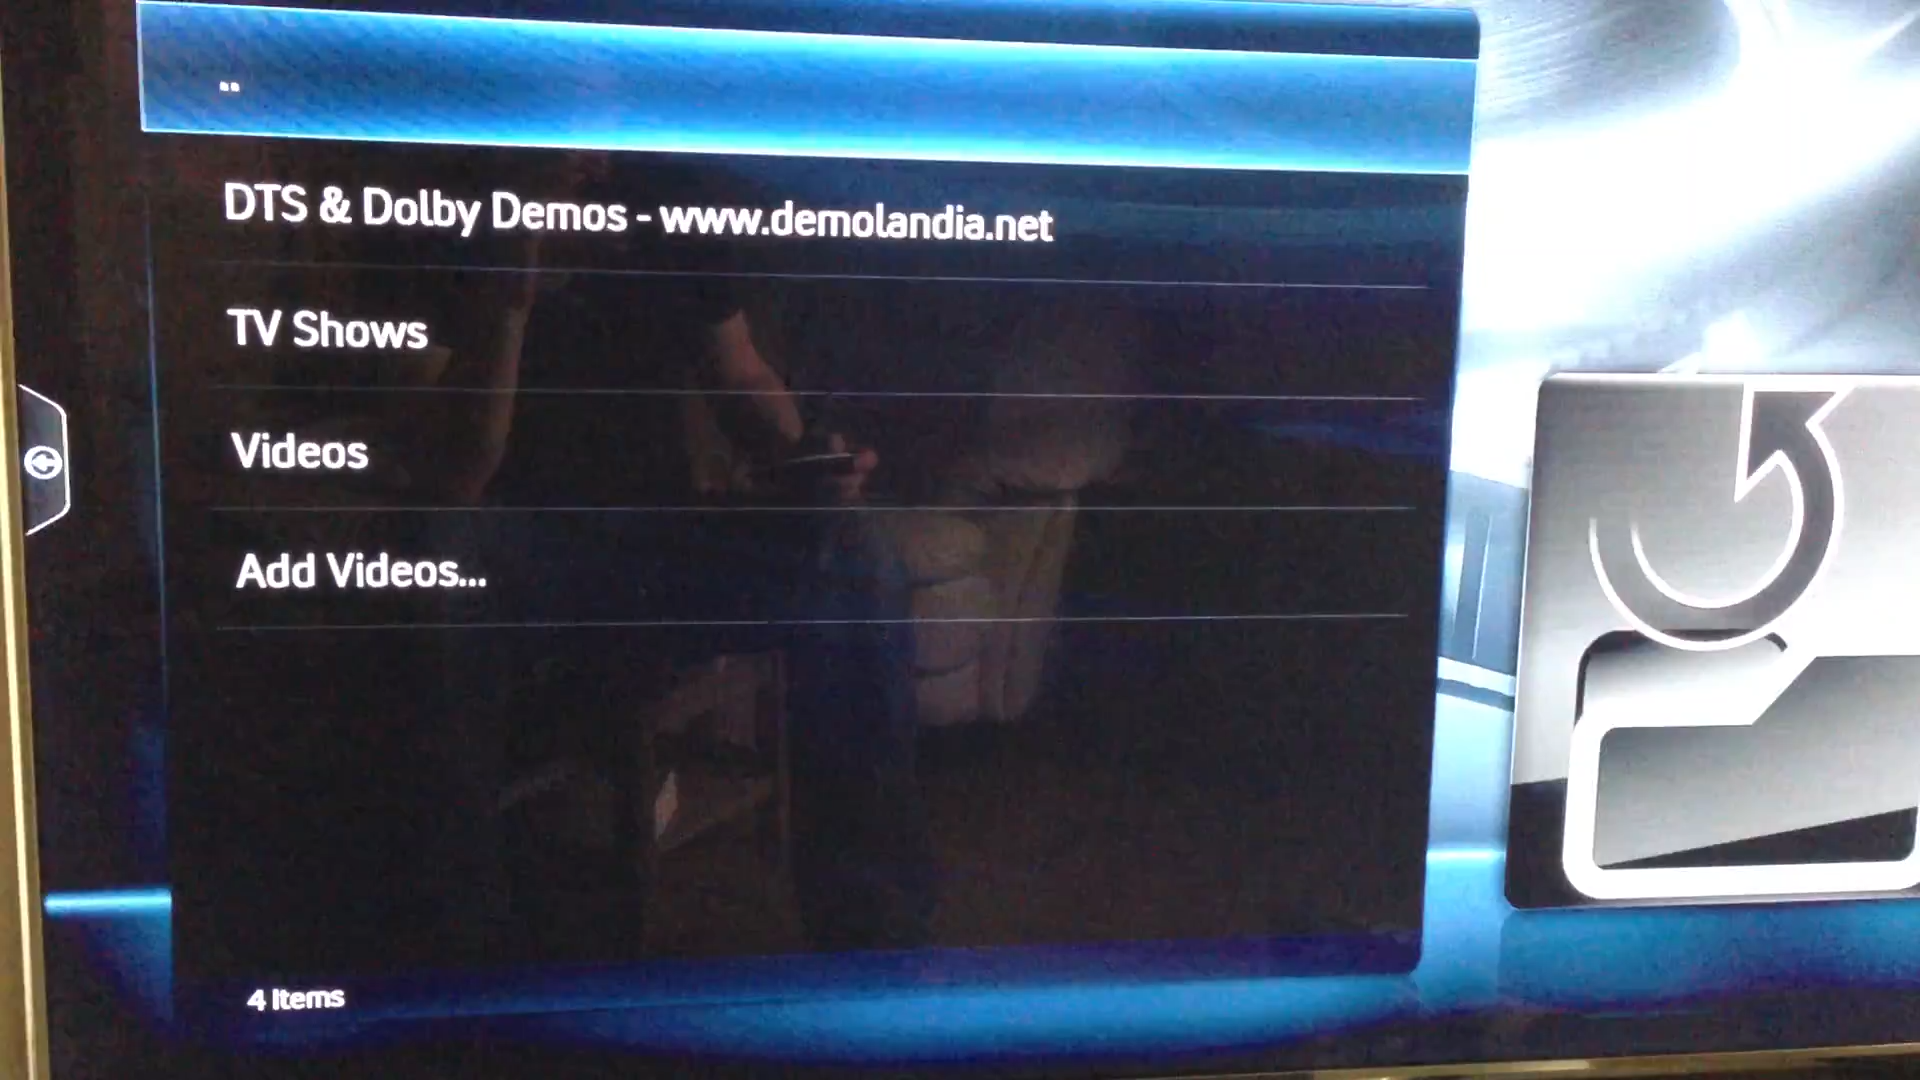 ..
DTS & Dolby Demos - www.demolandia.net
TV Shows
Videos
Add Videos...
4 Items